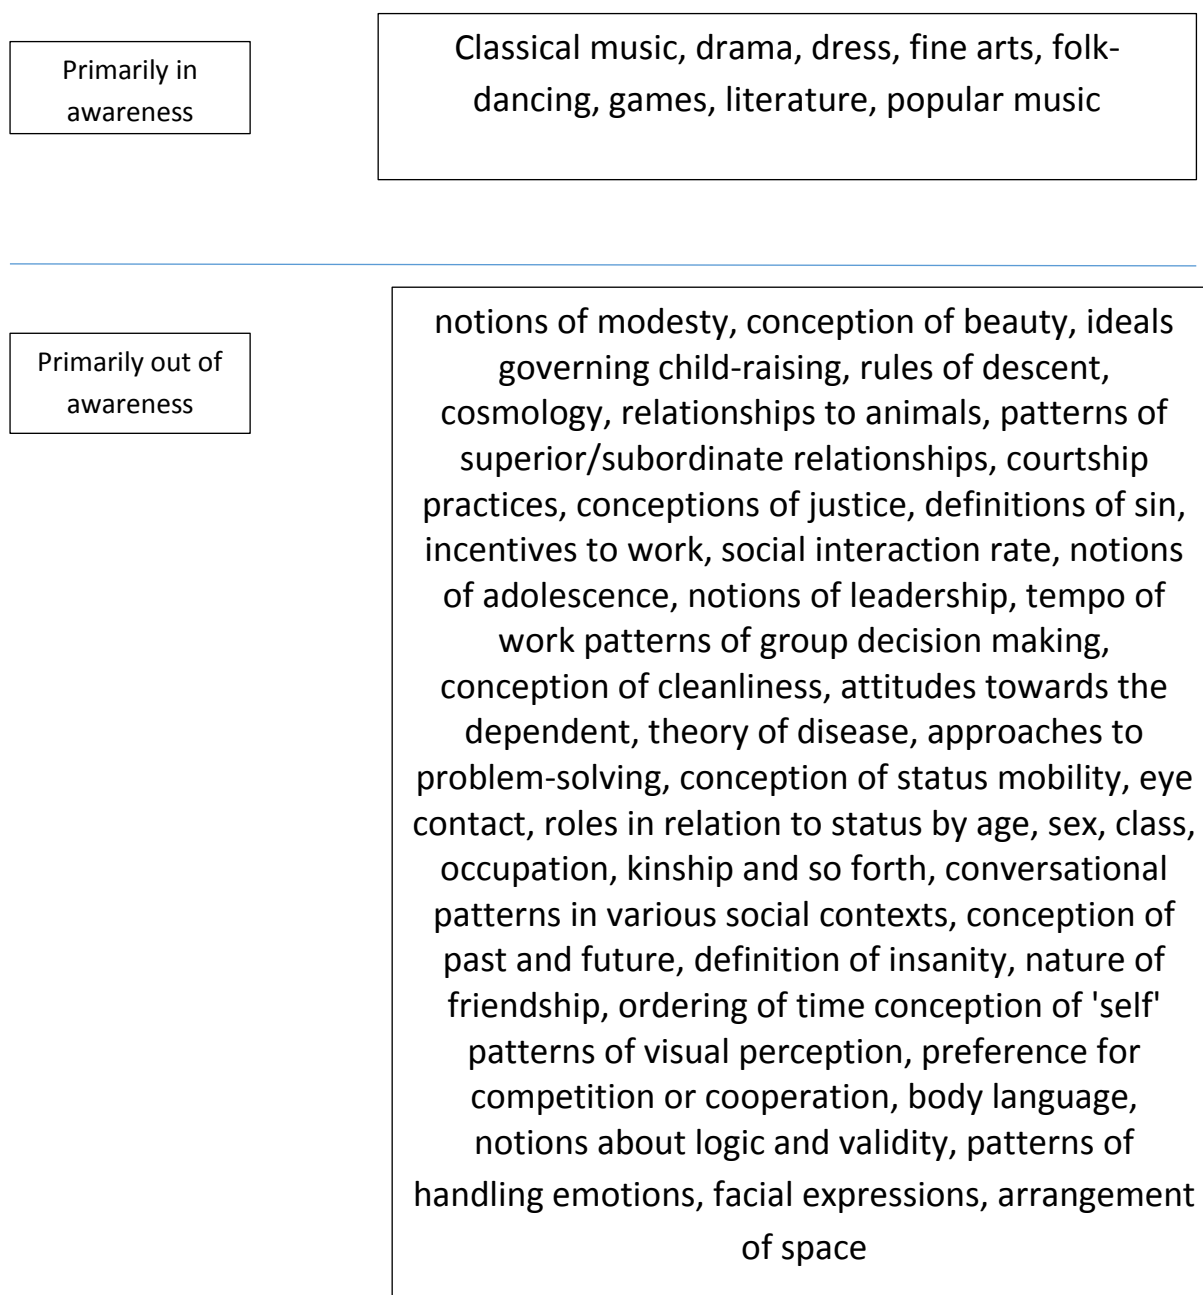 Primarily in
awareness
Classical music, drama, dress, fine arts, folk-
dancing, games, literature, popular music
Primarily out of
awareness
notions of modesty, conception of beauty, ideals
governing child-raising, rules of descent,
cosmology, relationships to animals, patterns of
superior/subordinate relationships, courtship
practices, conceptions of justice, definitions of sin,
incentives to work, social interaction rate, notions
of adolescence, notions of leadership, tempo of
work patterns of group decision making,
conception of cleanliness, attitudes towards the
dependent, theory of disease, approaches to
problem-solving, conception of status mobility, eye
contact, roles in relation to status by age, sex, class,
occupation, kinship and so forth, conversational
patterns in various social contexts, conception of
past and future, definition of insanity, nature of
friendship, ordering of time conception of 'self'
patterns of visual perception, preference for
competition or cooperation, body language,
notions about logic and validity, patterns of
handling emotions, facial expressions, arrangement
of space